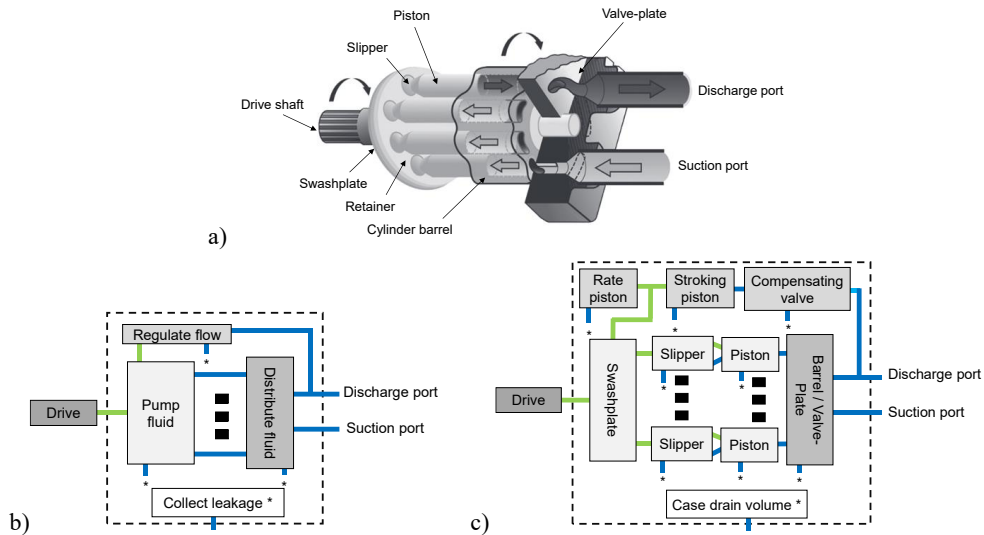 Piston
Valve-plate
Slipper
Discharge port
Drive shaft
Suction port
Swashplate
Retainer
Cylinder barrel
a)
Regulate flow
*
Drive
Pump
fluid
Distribute fluid
Discharge port
Suction port
*
*
Collect leakage *
b)
Rate
piston
Stroking
piston
Compensating
valve
*
*
*
Slipper
Piston
*
*
Drive
Swashplate
Barrel / Valve-
Plate
Discharge port
Suction port
Slipper
Piston
*
*
*
Case drain volume *
c)